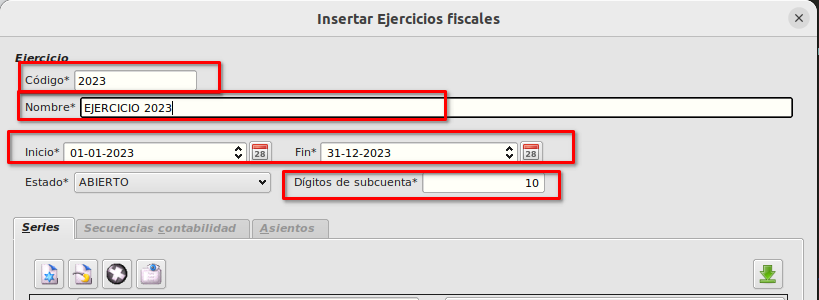 Insertar Ejercicios fiscales
Ejercicio
Código* 2023
Nombre* EJERCICIO 2023
Inicio* 01-01-2023 28 Fin* 31-12-2023 28
Estado* ABIERTO Dígitos de subcuenta* 10
Series Secuencias contabilidad Asientos